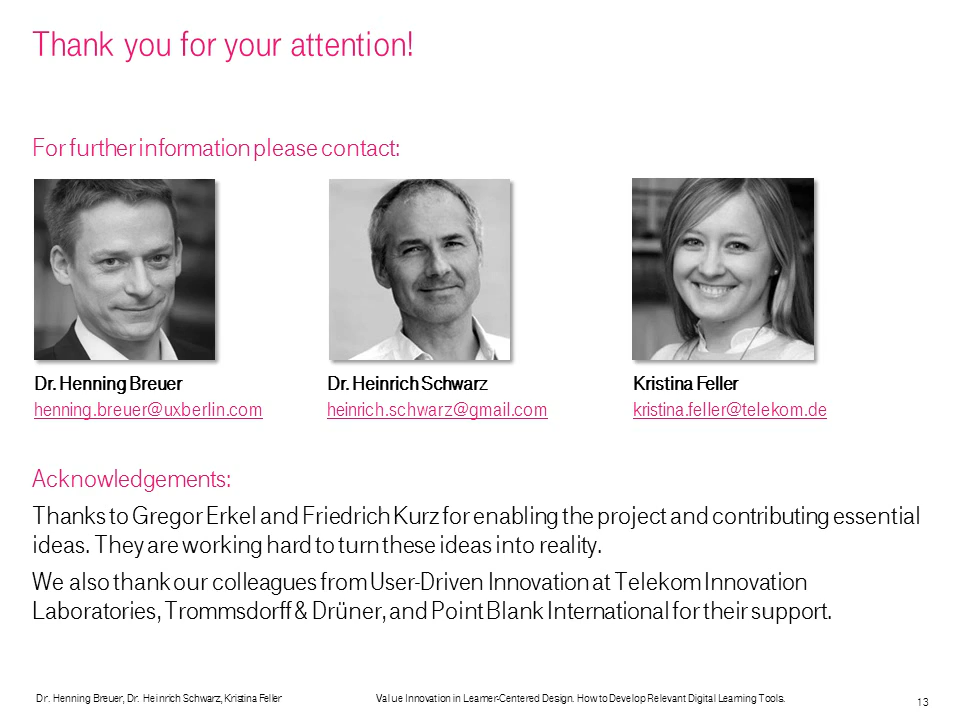 Thank you for your attention!
For further information please contact:
Dr. Henning Breuer
henning.breuer@uxberlin.com
Dr. Heinrich Schwarz
heinrich.schwarz@gmail.com
Kristina Feller
kristina.feller@telekom.de
Acknowledgements:
Thanks to Gregor Erkel and Friedrich Kurz for enabling the project and contributing essential
ideas. They are working hard to turn these ideas into reality.
We also thank our colleagues from User-Driven Innovation at Telekom Innovation
Laboratories, Trommsdorff & Drüner, and Point Blank International for their support.
Dr. Henning Breuer, Dr. Heinrich Schwarz, Kristina Feller
Value Innovation in Learner-Centered Design. How to Develop Relevant Digital Learning Tools.
13